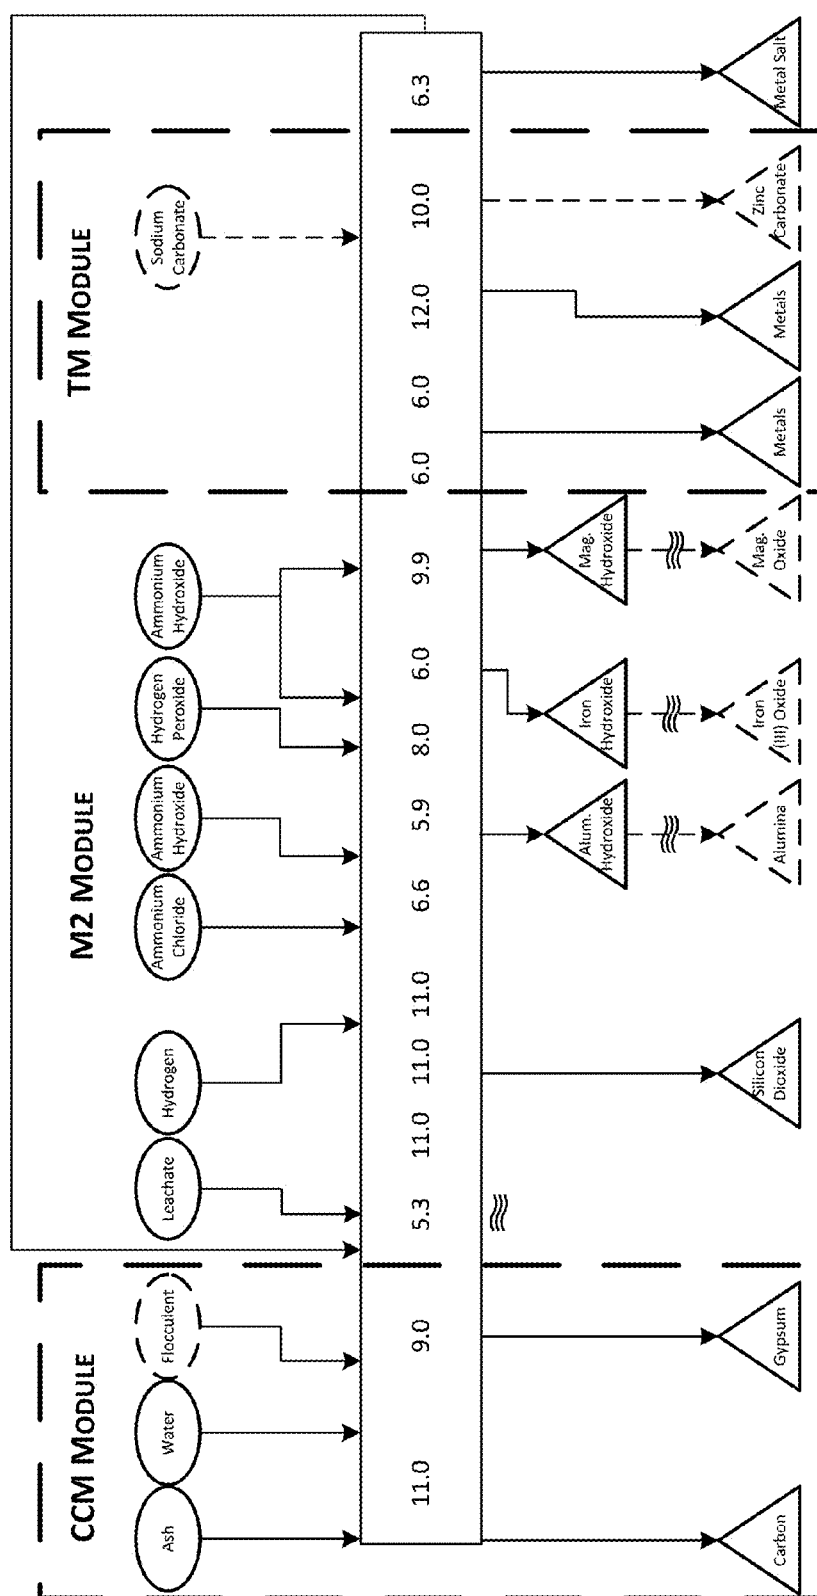 CCM MODULE
M2 MODULE
TM MODULE
Ash
Water
Flocculent
Leachate
Hydrogen
Ammonium
Chloride
Ammonium
Hydroxide
Hydrogen
Peroxide
Ammonium
Hydroxide
Sodium
Carbonate
11.0
9.0
5.3
11.0
11.0
11.0
6.6
5.9
8.0
6.0
9.9
6.0
6.0
12.0
10.0
6.3
Alum.
Hydroxide
Iron
Hydroxide
Mag.
Hydroxide
Carbon
Gypsum
Silicon
Dioxide
Alumina
Iron
(III) Oxide
Mag.
Oxide
Metals
Metals
Zinc
Carbonate
Metal Salt